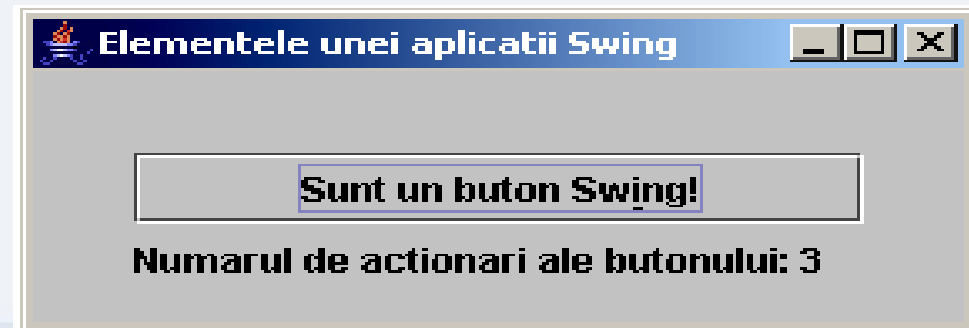 Elementele unei aplicatii Swing
Sunt un buton Swing!
Numarul de actionari ale butonului: 3